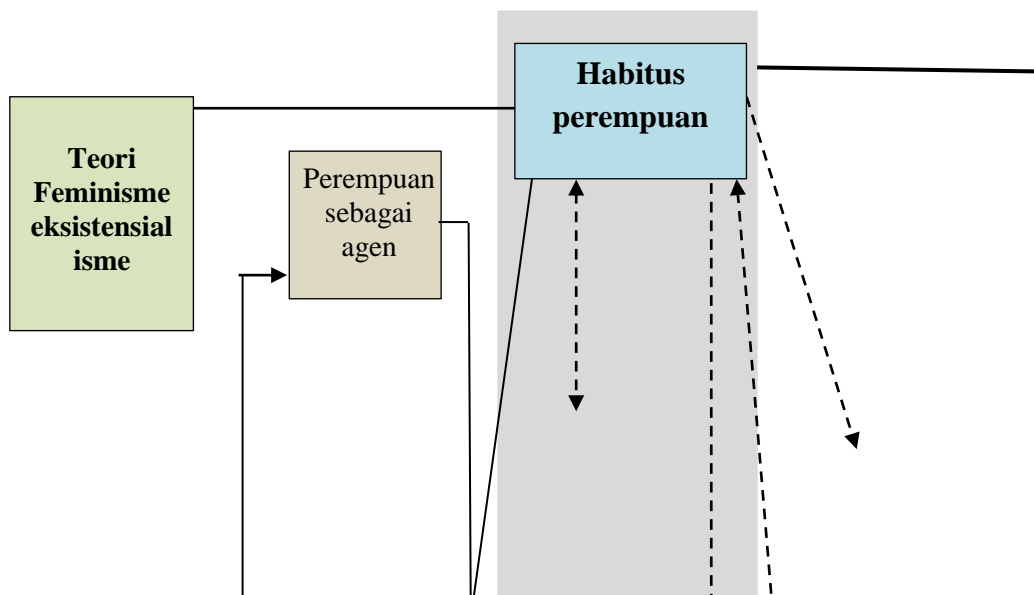 Teori
Feminisme
eksistensial
isme
Perempuan
sebagai
agen
Habitus
perempuan